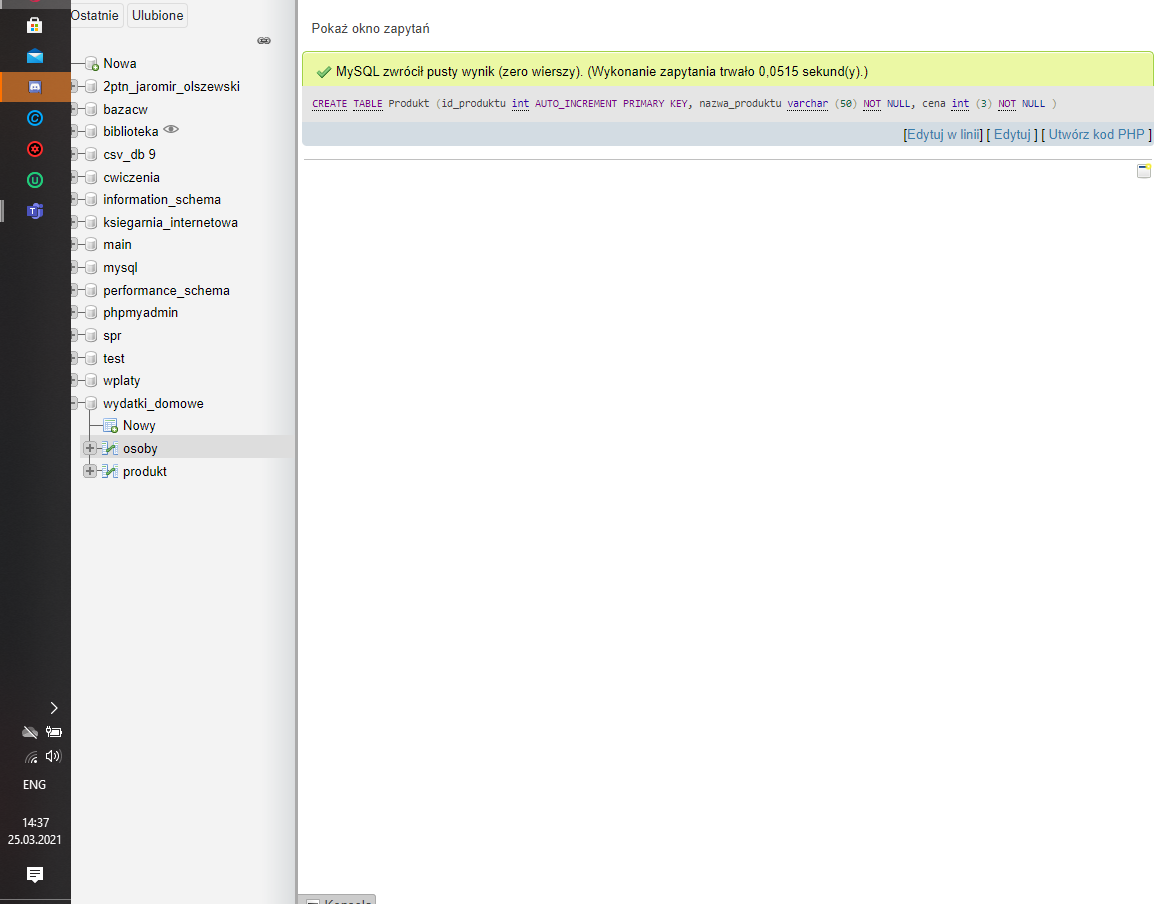 Ostatnie
Ulubione
Nowa
2ptn_jaromir_olszewski
bazacw
biblioteka
csv_db 9
cwiczenia
information_schema
ksiegarnia_internetowa
main
mysql
performance_schema
phpmyadmin
spr
test
wplaty
wydatki_domowe
Nowy
osoby
produkt
Pokaż okno zapytań
MySQL zwrócił pusty wynik (zero wierszy). (Wykonanie zapytania trwało 0,0515 sekund(y).)
CREATE TABLE Produkt (id_produktu int AUTO_INCREMENT PRIMARY KEY, nazwa_produktu varchar (50) NOT NULL, cena int (3) NOT NULL )
[Edytuj w linii] [ Edytuj ] [ Utwórz kod PHP ]
Konsola
ENG
14:37
25.03.2021